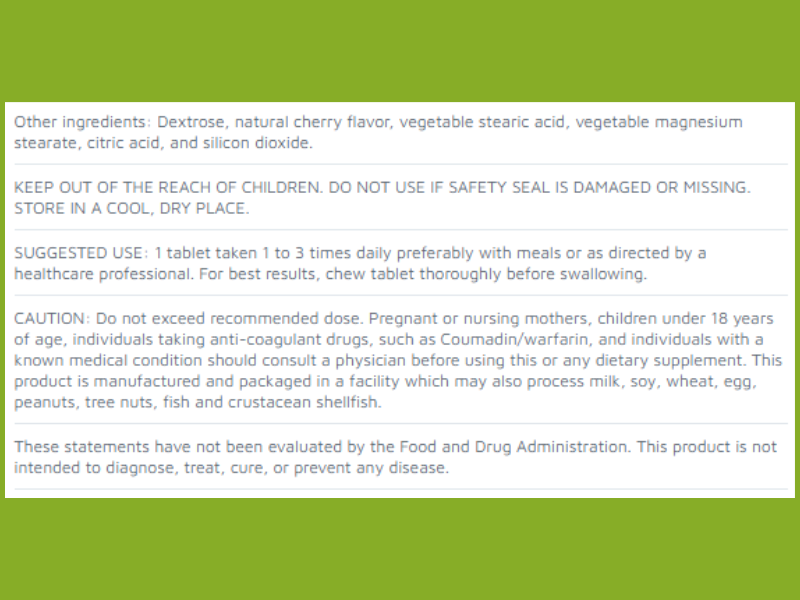 Other ingredients: Dextrose, natural cherry flavor, vegetable stearic acid, vegetable magnesium
stearate, citric acid, and silicon dioxide.
KEEP OUT OF THE REACH OF CHILDREN. DO NOT USE IF SAFETY SEAL IS DAMAGED OR MISSING.
STORE IN A COOL, DRY PLACE.
SUGGESTED USE: 1 tablet taken 1 to 3 times daily preferably with meals or as directed by a
healthcare professional. For best results, chew tablet thoroughly before swallowing.
CAUTION: Do not exceed recommended dose. Pregnant or nursing mothers, children under 18 years
of age, individuals taking anti-coagulant drugs, such as Coumadin/warfarin, and individuals with a
known medical condition should consult a physician before using this or any dietary supplement. This
product is manufactured and packaged in a facility which may also process milk, soy, wheat, egg,
peanuts, tree nuts, fish and crustacean shellfish.
These statements have not been evaluated by the Food and Drug Administration. This product is not
intended to diagnose, treat, cure, or prevent any disease.